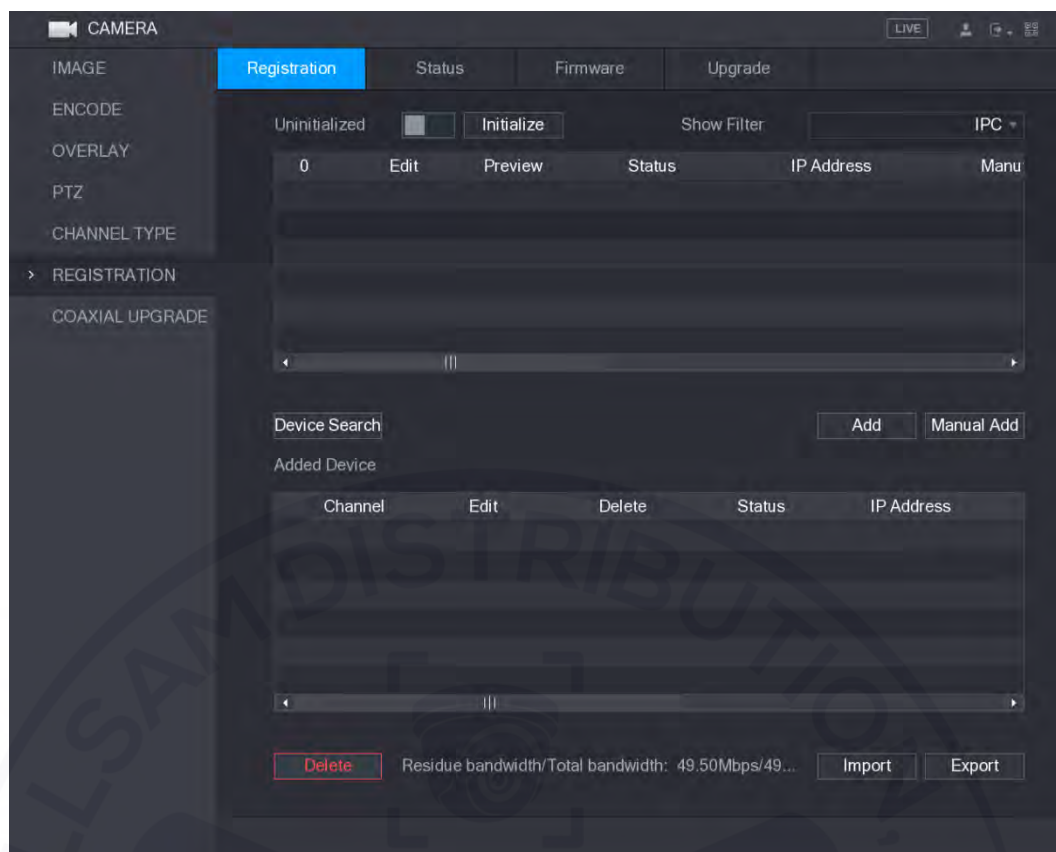 CAMERA
LIVE
IMAGE
ENCODE
OVERLAY
PTZ
CHANNEL TYPE
REGISTRATION
COAXIAL UPGRADE
Registration Status Firmware Upgrade
Uninitialized Initialize Show Filter IPC
0 Edit Preview Status IP Address Manu
Device Search Add Manual Add
Added Device
Channel Edit Delete Status IP Address
Delete Residue bandwidth/Total bandwidth: 49.50Mbps/49... Import Export
LSAMDISTRIBUTION